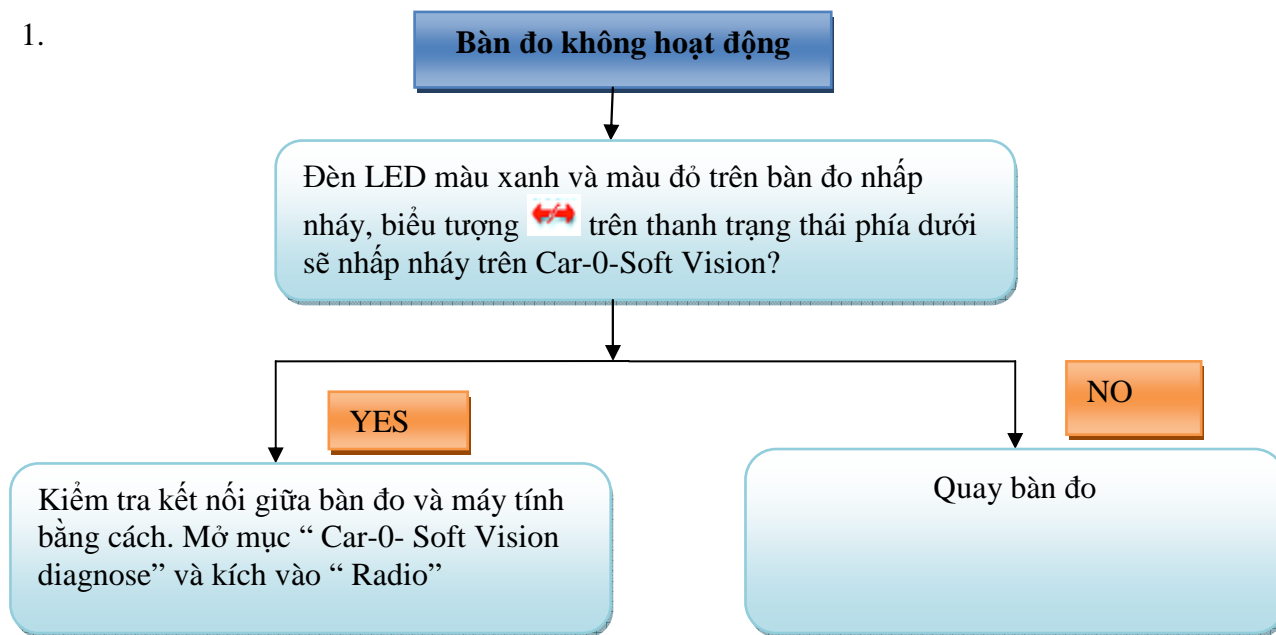 1.
Bàn đo không hoạt động
Đèn LED màu xanh và màu đỏ trên bàn đo nhấp
nháy, biểu tượng trên thanh trạng thái phía dưới
sẽ nhấp nháy trên Car-0-Soft Vision?
YES
NO
Kiểm tra kết nối giữa bàn đo và máy tính
bằng cách. Mở mục “ Car-0- Soft Vision
diagnose” và kích vào “ Radio”
Quay bàn đo